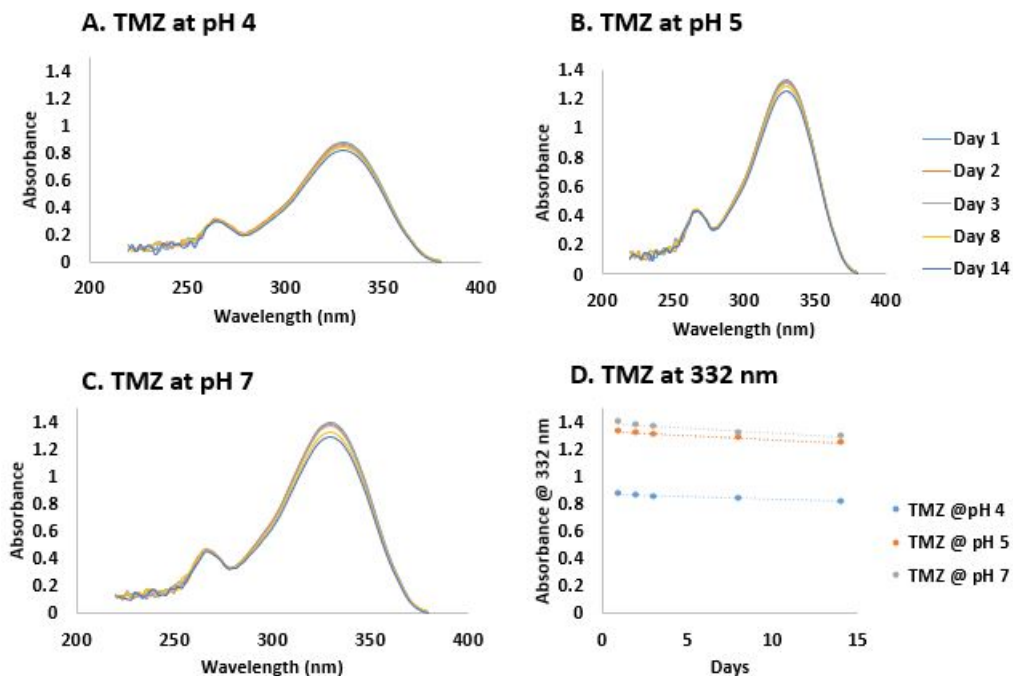 A. TMZ at pH 4
Absorbance
1.4
1.2
1
0.8
0.6
0.4
0.2
0
200
250
300
350
400
Wavelength (nm)
B. TMZ at pH 5
Absorbance
1.4
1.2
1
0.8
0.6
0.4
0.2
0
200
250
300
350
400
Wavelength (nm)
Day 1
Day 2
Day 3
Day 8
Day 14
C. TMZ at pH 7
Absorbance
1.4
1.2
1
0.8
0.6
0.4
0.2
0
200
250
300
350
400
Wavelength (nm)
D. TMZ at 332 nm
Absorbance @ 332 nm
1.4
1.2
1
0.8
0.6
0.4
0.2
0
0
5
10
15
Days
TMZ @pH 4
TMZ @ pH 5
TMZ @ pH 7